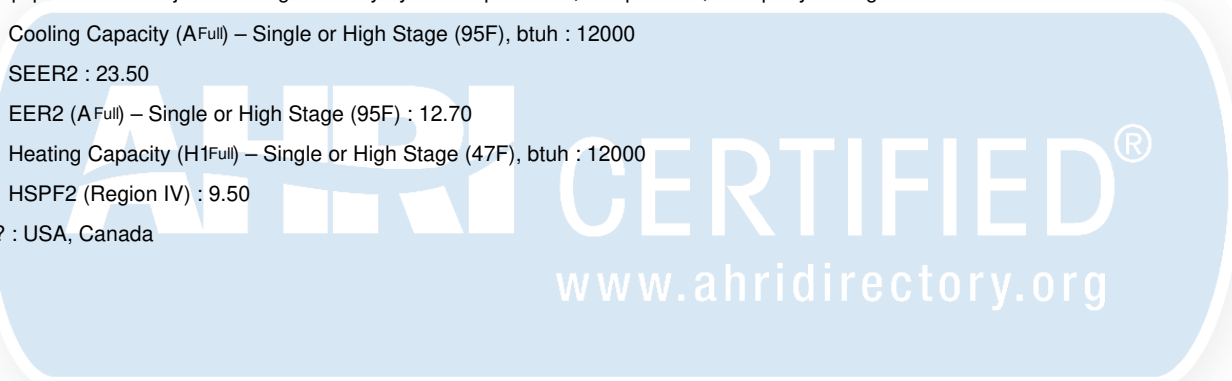 Cooling Capacity (AFull) – Single or High Stage (95F), btuh : 12000
SEER2 : 23.50
EER2 (AFull) – Single or High Stage (95F) : 12.70
Heating Capacity (H1Full) – Single or High Stage (47F), btuh : 12000
HSPF2 (Region IV) : 9.50
? : USA, Canada
AHRI CERTIFIED®
www.ahridirectory.org